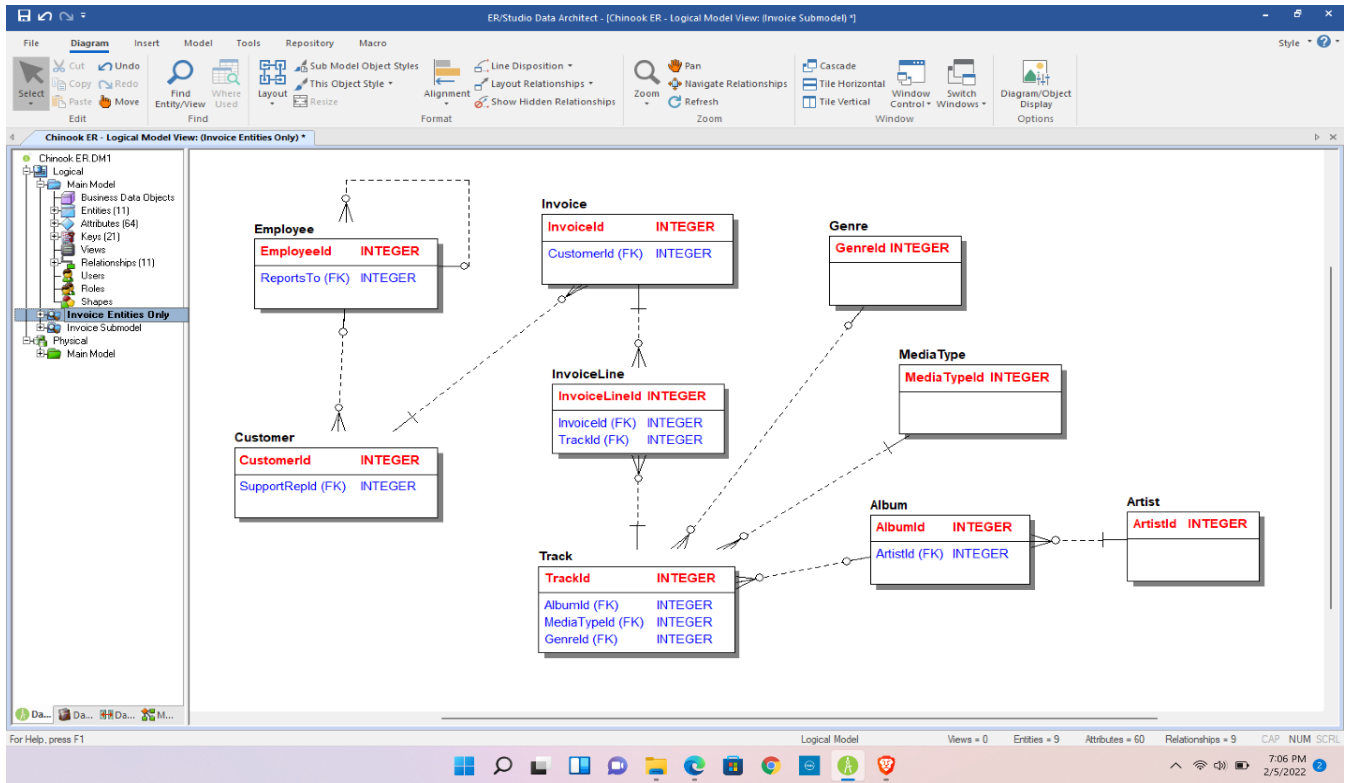 ER/Studio Data Architect - [Chinook ER - Logical Model View: (Invoice Submodel) *]
File Diagram Insert Model Tools Repository Macro Style
Select
Cut Undo
Copy Redo
Paste Move
Edit
Find Entity/View
Where Used
Find
Layout
Sub Model Object Styles
This Object Style
Resize
Alignment
Line Disposition
Layout Relationships
Show Hidden Relationships
Format
Zoom
Pan
Navigate Relationships
Refresh
Zoom
Cascade
Tile Horizontal
Tile Vertical
Window Control
Switch Windows
Window
Diagram/Object Display
Options
Chinook ER - Logical Model View: (Invoice Entities Only) *
Chinook ER.DM1
Logical
Main Model
Business Data Objects
Entities (11)
Attributes (64)
Keys (21)
Views
Relationships (11)
Users
Roles
Shapes
Invoice Entities Only
Invoice Submodel
Physical
Main Model
Da... Da... Da... M...
Employee
EmployeeId INTEGER
ReportsTo (FK) INTEGER
Invoice
InvoiceId INTEGER
CustomerId (FK) INTEGER
Genre
GenreId INTEGER
MediaType
MediaTypeId INTEGER
InvoiceLine
InvoiceLineId INTEGER
InvoiceId (FK) INTEGER
TrackId (FK) INTEGER
Customer
CustomerId INTEGER
SupportRepId (FK) INTEGER
Album
AlbumId INTEGER
ArtistId (FK) INTEGER
Artist
ArtistId INTEGER
Track
TrackId INTEGER
AlbumId (FK) INTEGER
MediaTypeId (FK) INTEGER
GenreId (FK) INTEGER
For Help, press F1
Logical Model Views = 0 Entities = 9 Attributes = 60 Relationships = 9 CAP NUM SCRL
7:06 PM
2/5/2022
2